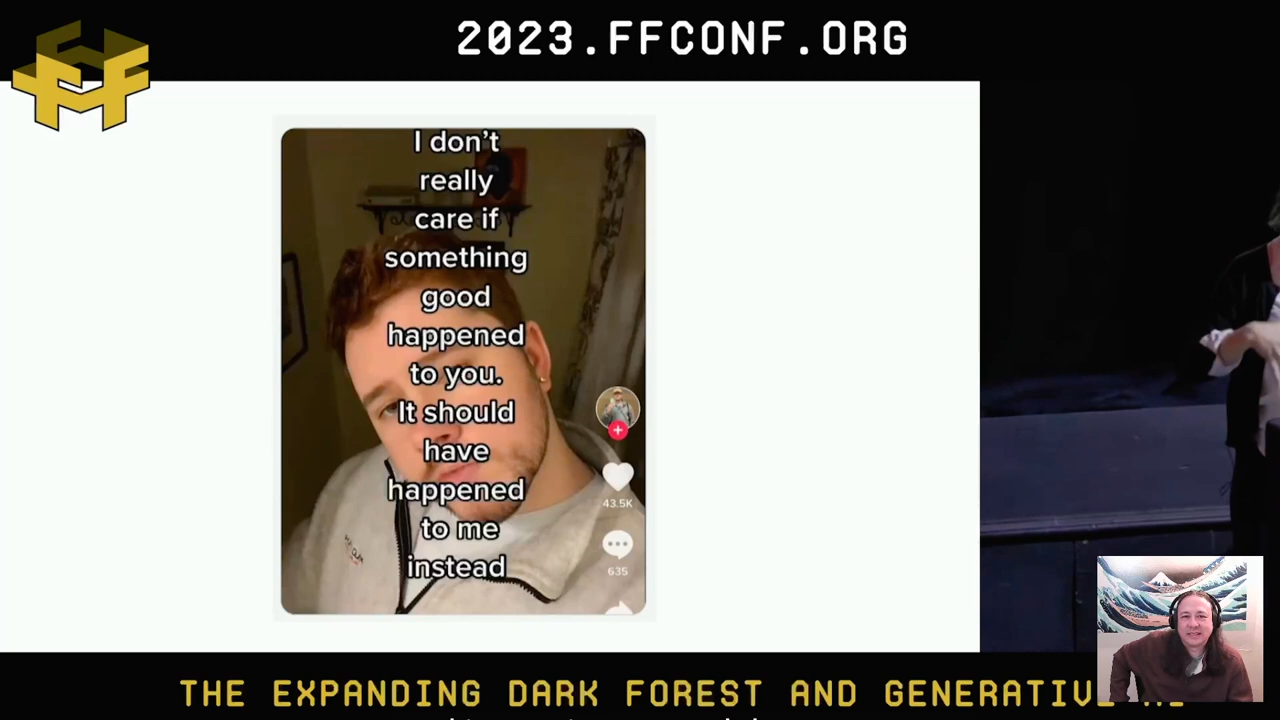 2023.FFCONF.ORG
I don't
really
care if
something
good
happened
to you.
It should
have
happened
to me
instead
43.5K
635
THE EXPANDING DARK FOREST AND GENERATIV